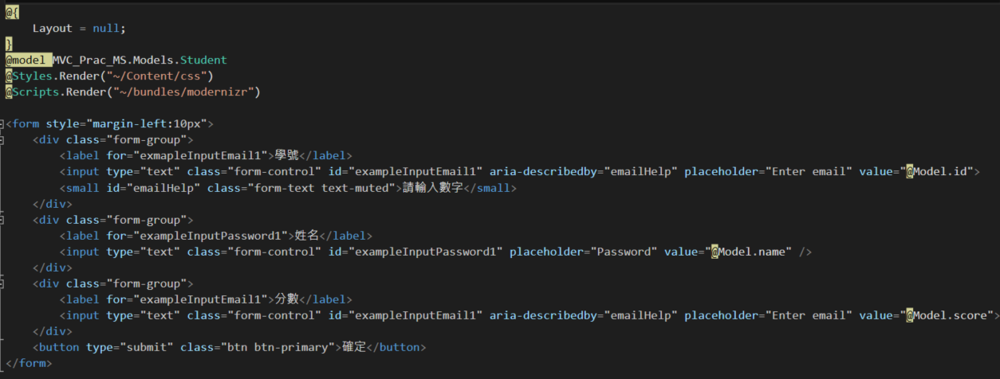 @{
    Layout = null;
}
@model MVC_Prac_MS.Models.Student
@Styles.Render("~/Content/css")
@Scripts.Render("~/bundles/modernizr")

<form style="margin-left:10px">
    <div class="form-group">
        <label for="exmapleInputEmail1">學號</label>
        <input type="text" class="form-control" id="exampleInputEmail1" aria-describedby="emailHelp" placeholder="Enter email" value="@Model.id">
        <small id="emailHelp" class="form-text text-muted">請輸入數字</small>
    </div>
    <div class="form-group">
        <label for="exampleInputPassword1">姓名</label>
        <input type="text" class="form-control" id="exampleInputPassword1" placeholder="Password" value="@Model.name" />
    </div>
    <div class="form-group">
        <label for="exampleInputEmail1">分數</label>
        <input type="text" class="form-control" id="exampleInputEmail1" aria-describedby="emailHelp" placeholder="Enter email" value="@Model.score">
    </div>
    <button type="submit" class="btn btn-primary">確定</button>
</form>